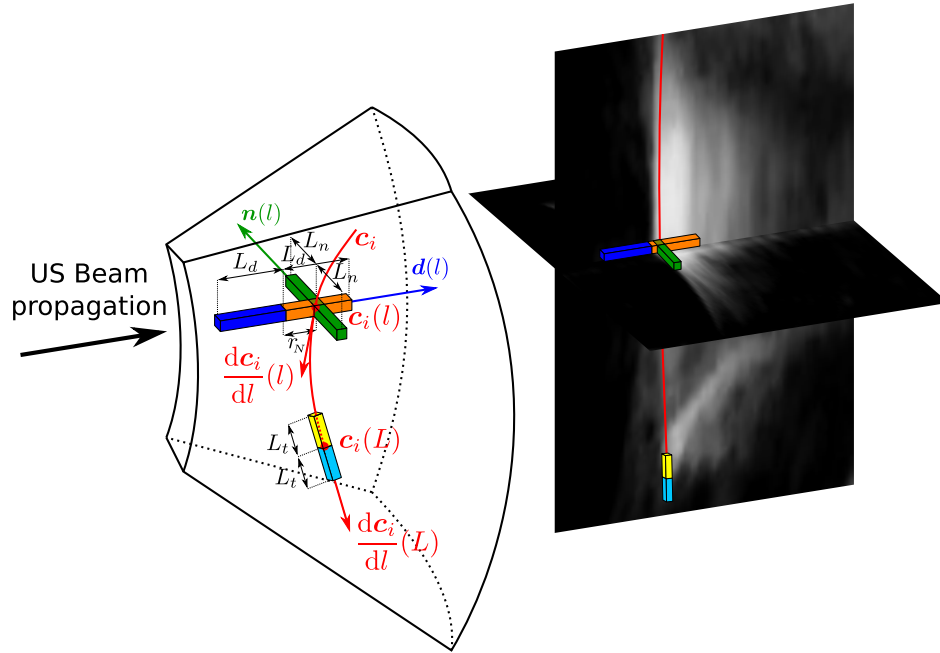 n(l)
c_i
L_n
L_d
L_d
L_n
d(l)
US Beam
propagation
c_i(l)
r_N
dc_i/dl (l)
L_t
c_i(L)
L_t
dc_i/dl (L)